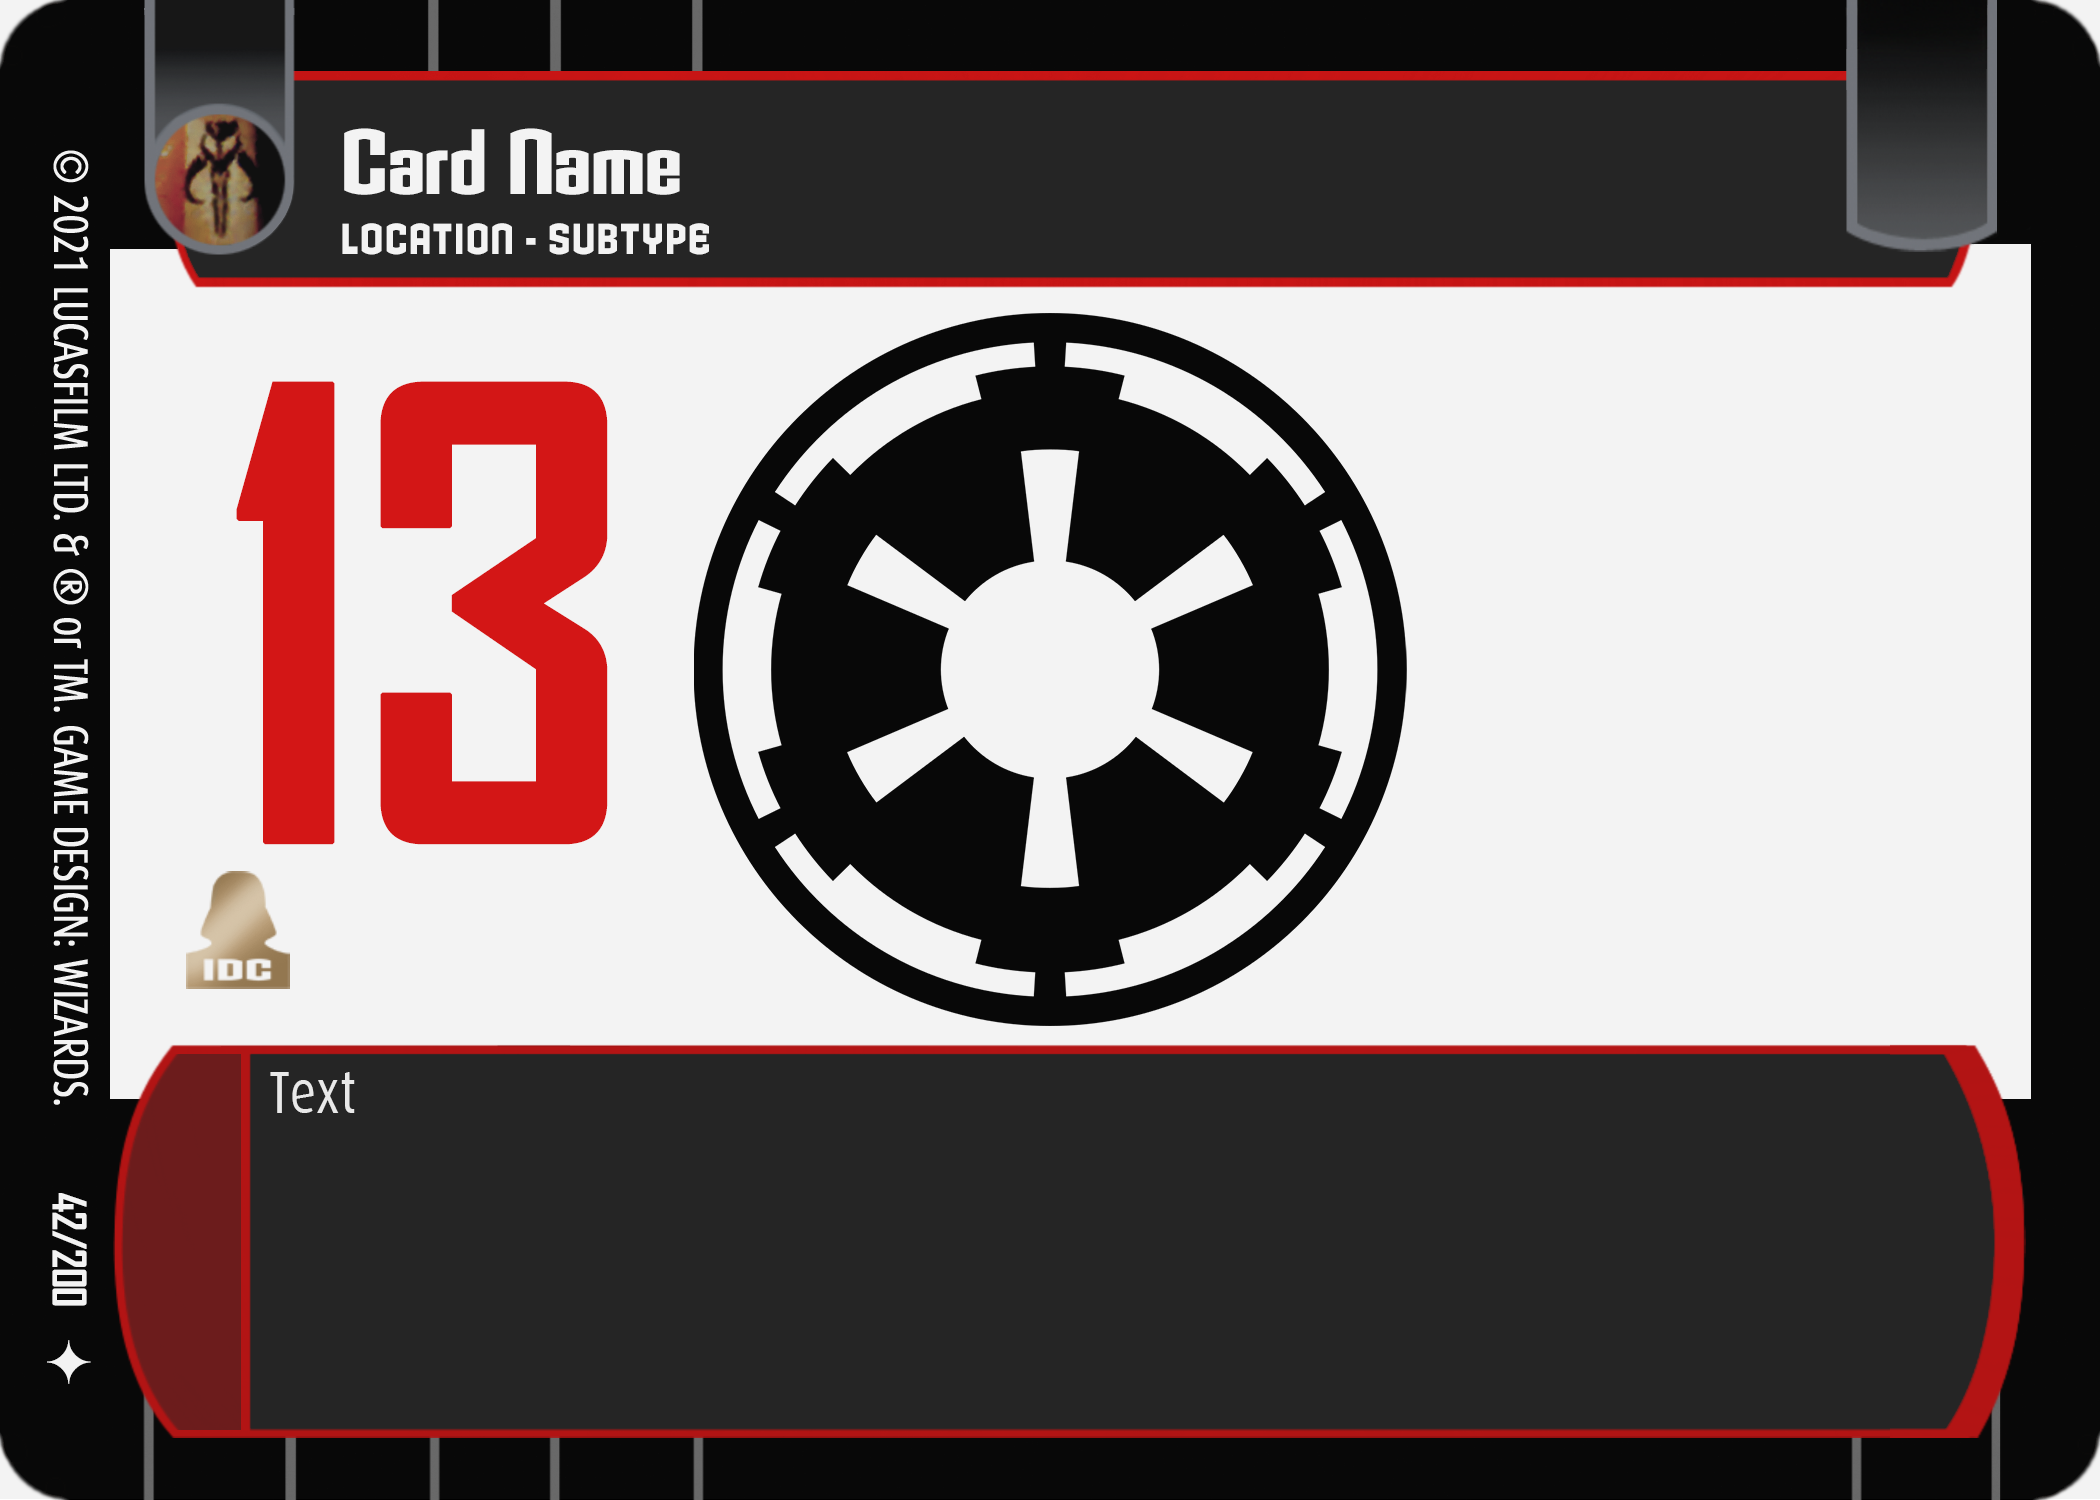 Card Name
LOCATION - SUBTYPE
13
IDC
Text
© 2021 LUCASFILM LTD. & ® or TM. GAME DESIGN: WIZARDS.
42/200